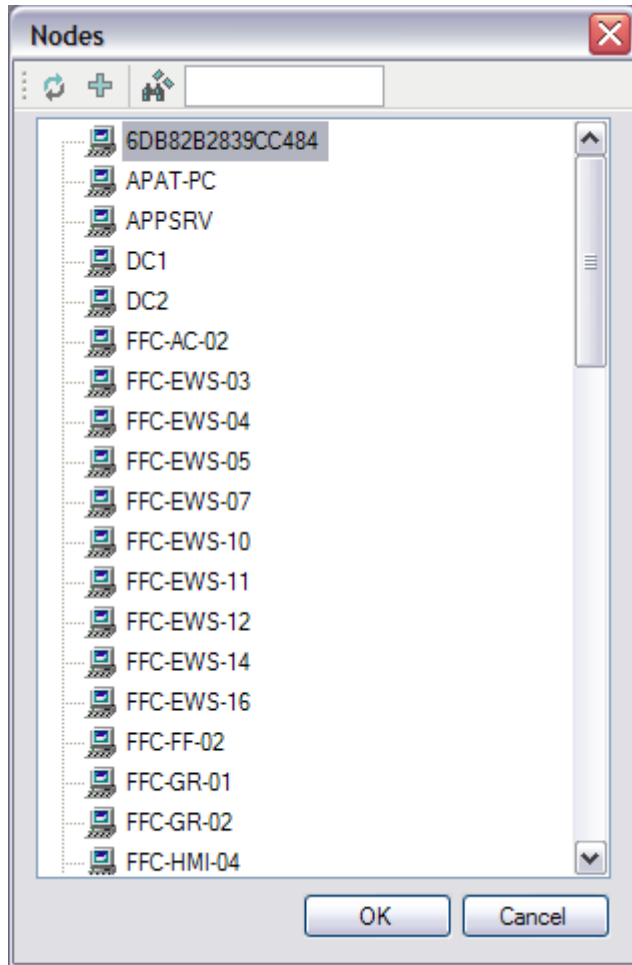 Nodes
6DB82B2839CC484
APAT-PC
APPSRV
DC1
DC2
FFC-AC-02
FFC-EWS-03
FFC-EWS-04
FFC-EWS-05
FFC-EWS-07
FFC-EWS-10
FFC-EWS-11
FFC-EWS-12
FFC-EWS-14
FFC-EWS-16
FFC-FF-02
FFC-GR-01
FFC-GR-02
FFC-HMI-04
OK Cancel